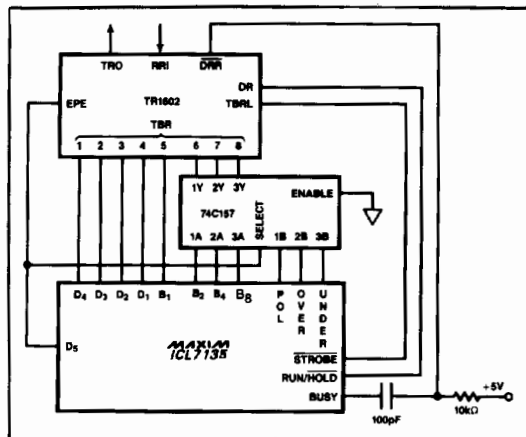 TRO RRI DRR
EPE TR1602 DR
TBRL
TBR
1 2 3 4 5 6 7 8
1Y 2Y 3Y
74C157 SELECT ENABLE
1A 2A 3A 1B 2B 3B
D4 D3 D2 D1 B1 B2 B4 B8 POL OVER UNDER
D5
MAXIM
ICL7135
STROBE
RUN/HOLD
BUSY
100pF
+5V
10kΩ